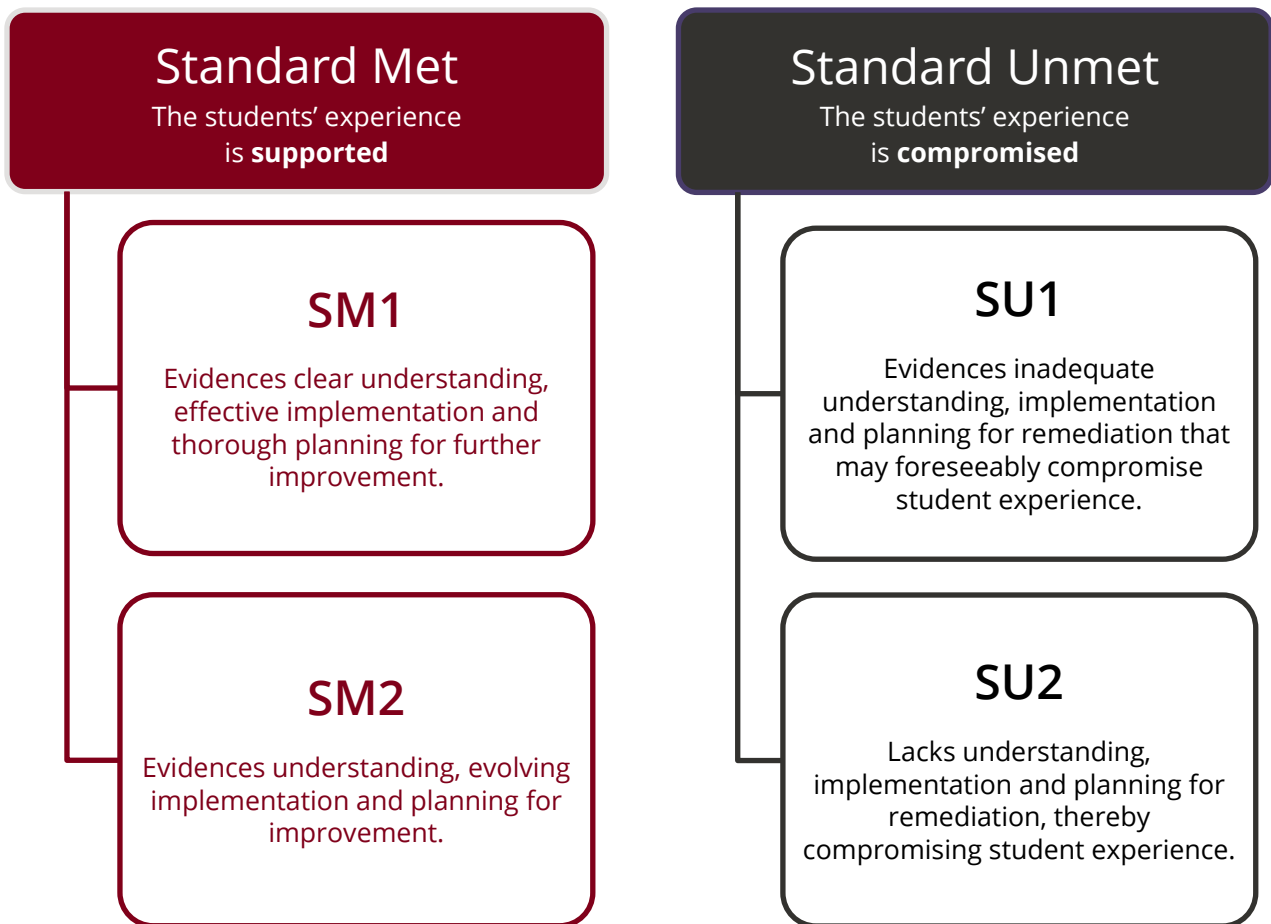 Standard Met
The students’ experience
is supported
SM1
Evidences clear understanding,
effective implementation and
thorough planning for further
improvement.
SM2
Evidences understanding, evolving
implementation and planning for
improvement.
Standard Unmet
The students’ experience
is compromised
SU1
Evidences inadequate
understanding, implementation
and planning for remediation that
may foreseeably compromise
student experience.
SU2
Lacks understanding,
implementation and planning for
remediation, thereby
compromising student experience.